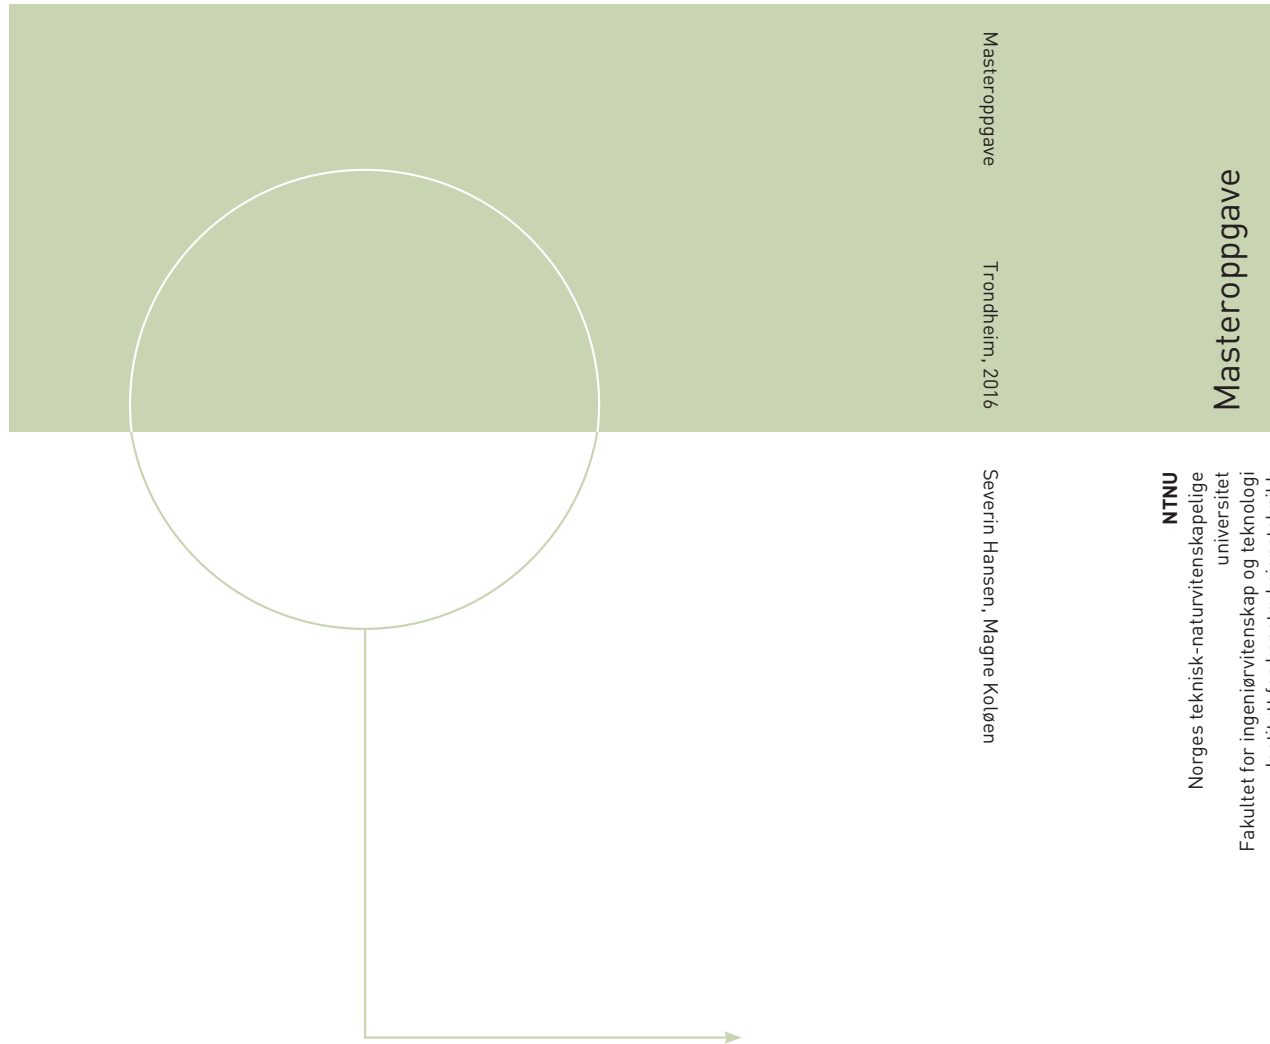 Masteroppgave
Trondheim, 2016
Severin Hansen, Magne Koløen
Masteroppgave
NTNU
Norges teknisk-naturvitenskapelige
universitet
Fakultet for ingeniørvitenskap og teknologi